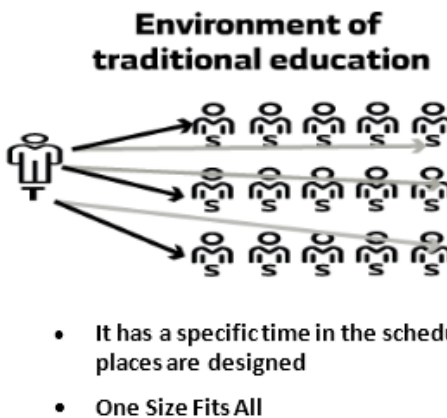 Environment of
traditional education
S S S S S
T
S S S S S
S S S S S
• It has a specific time in the schedu
places are designed
• One Size Fits All